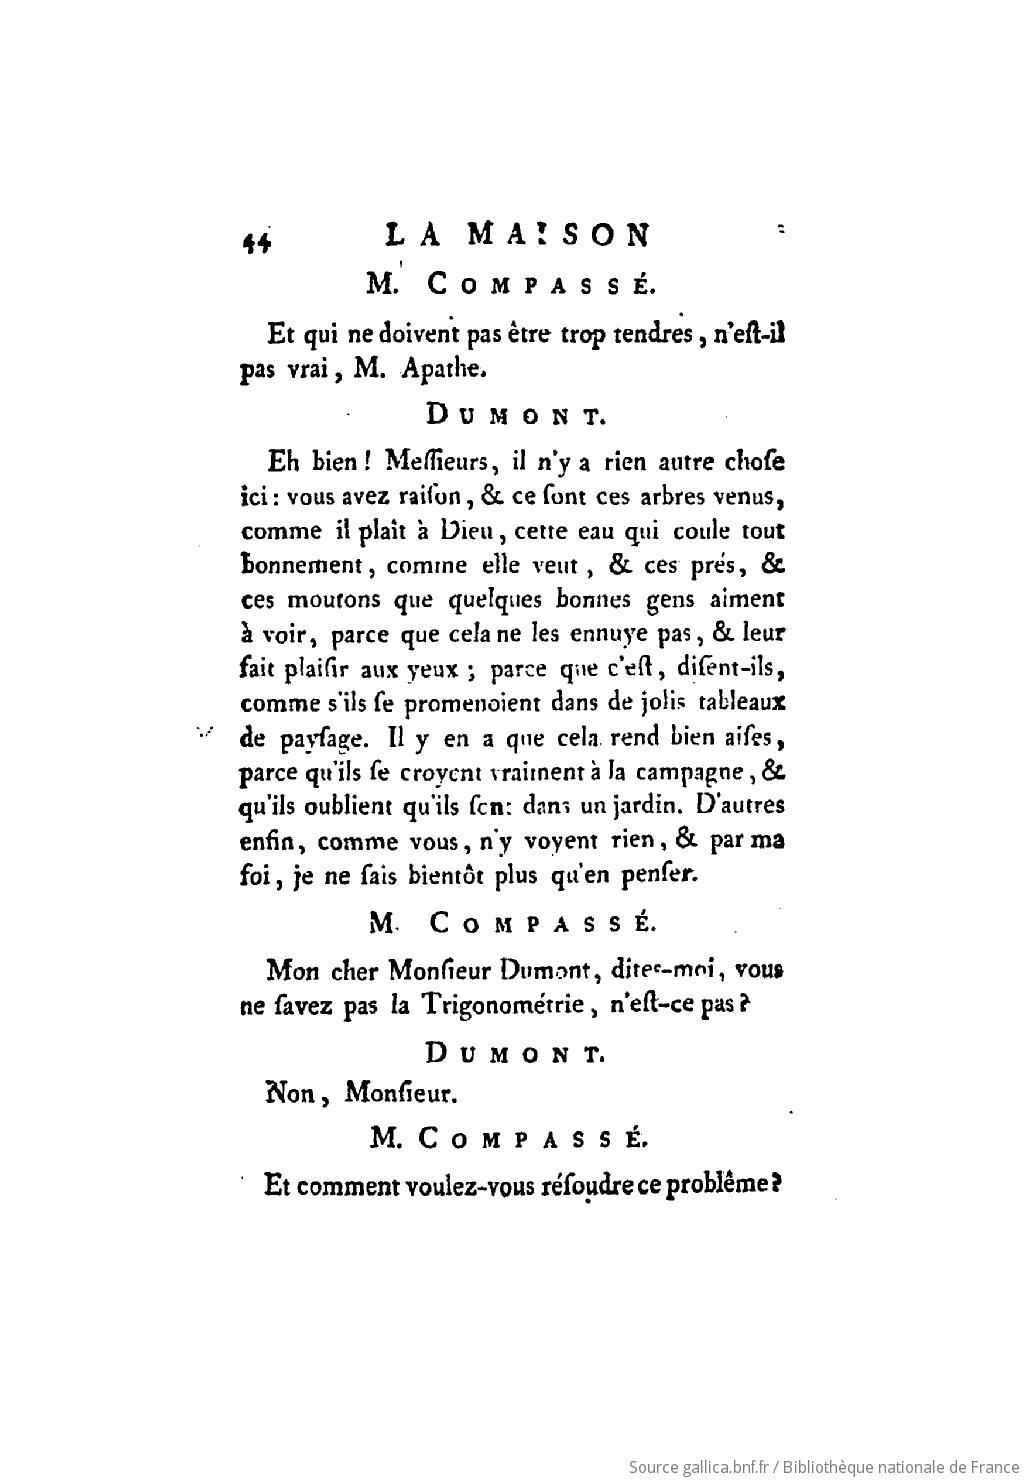 44 LA MAISON
M. COMPASSÉ.
Et qui ne doivent pas être trop tendres, n'eſt-il
pas vrai, M. Apathe.
DUMONT.
Eh bien ! Meſſieurs, il n'y a rien autre choſe
ici : vous avez raiſon, & ce ſont ces arbres venus,
comme il plaît à Dieu, cette eau qui coule tout
bonnement, comme elle veut, & ces prés, &
ces moutons que quelques bonnes gens aiment
à voir, parce que cela ne les ennuye pas, & leur
fait plaiſir aux yeux ; parce que c'eſt, diſent-ils,
comme s'ils ſe promenoient dans de jolis tableaux
de payſage. Il y en a que cela rend bien aiſes,
parce qu'ils ſe croyent vraiment à la campagne, &
qu'ils oublient qu'ils ſont dans un jardin. D'autres
enfin, comme vous, n'y voyent rien, & par ma
foi, je ne ſais bientôt plus qu'en penſer.
M. COMPASSÉ.
Mon cher Monſieur Dumont, dites-moi, vous
ne ſavez pas la Trigonométrie, n'eſt-ce pas ?
DUMONT.
Non, Monſieur.
M. COMPASSÉ.
Et comment voulez-vous réſoudre ce problême ?
Source gallica.bnf.fr / Bibliothèque nationale de France